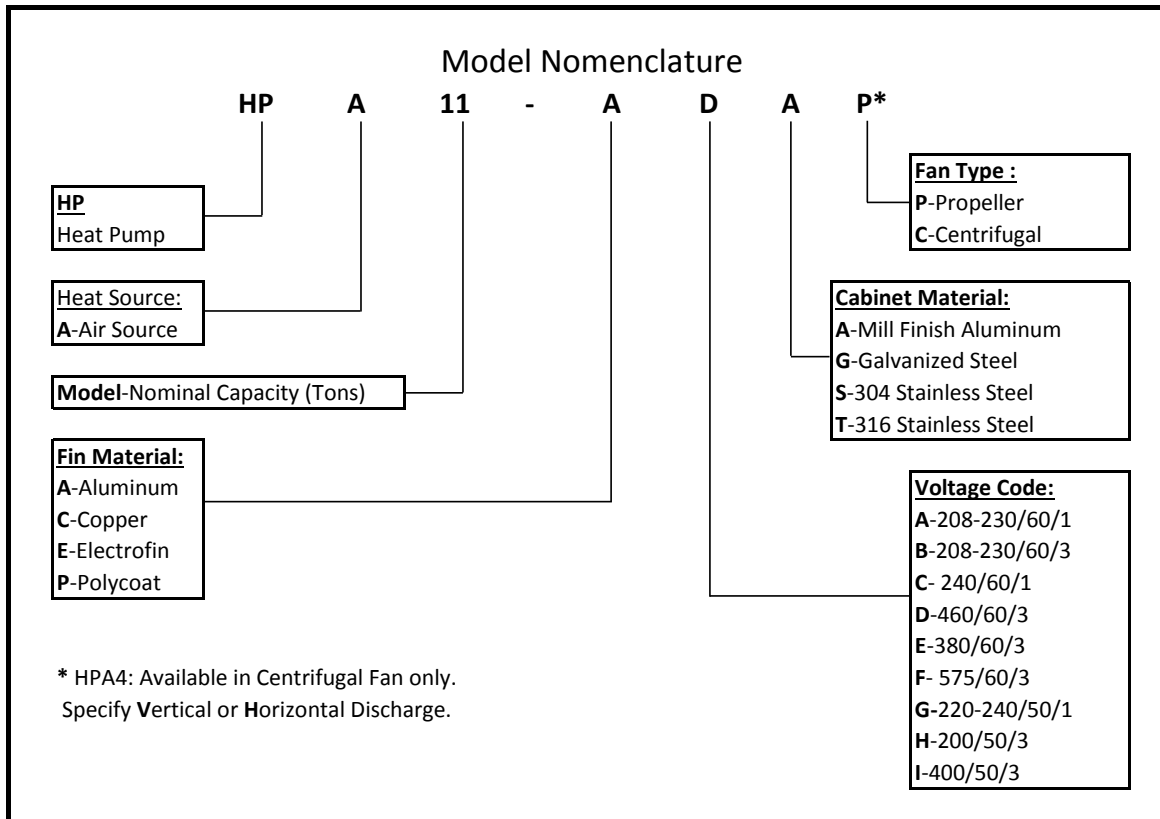 Model Nomenclature
HP A 11 - A D A P*
HP
Heat Pump
Heat Source:
A-Air Source
Model-Nominal Capacity (Tons)
Fin Material:
A-Aluminum
C-Copper
E-Electrofin
P-Polycoat
* HPA4: Available in Centrifugal Fan only.
Specify Vertical or Horizontal Discharge.
Fan Type :
P-Propeller
C-Centrifugal
Cabinet Material:
A-Mill Finish Aluminum
G-Galvanized Steel
S-304 Stainless Steel
T-316 Stainless Steel
Voltage Code:
A-208-230/60/1
B-208-230/60/3
C- 240/60/1
D-460/60/3
E-380/60/3
F- 575/60/3
G-220-240/50/1
H-200/50/3
I-400/50/3